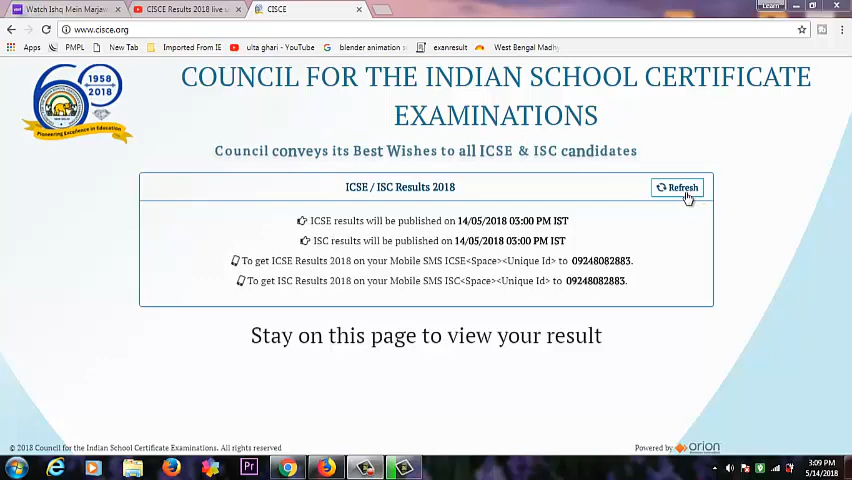 Watch Ishq Mein Marjaw
CISCE Results 2018 live u
CISCE
Learn
www.cisce.org
Apps
PMPL
New Tab
Imported From IE
ulta ghari - YouTube
blender animation s
exanresult
West Bengal Madhy
60
1958
2018
Pioneering Excellence in Education
COUNCIL FOR THE INDIAN SCHOOL CERTIFICATE
EXAMINATIONS
Council conveys its Best Wishes to all ICSE & ISC candidates
ICSE / ISC Results 2018
Refresh
ICSE results will be published on 14/05/2018 03:00 PM IST
ISC results will be published on 14/05/2018 03:00 PM IST
To get ICSE Results 2018 on your Mobile SMS ICSE<Space><Unique Id> to 09248082883.
To get ISC Results 2018 on your Mobile SMS ISC<Space><Unique Id> to 09248082883.
Stay on this page to view your result
© 2018 Council for the Indian School Certificate Examinations. All rights reserved
Powered by orion
Pr
3:09 PM
5/14/2018